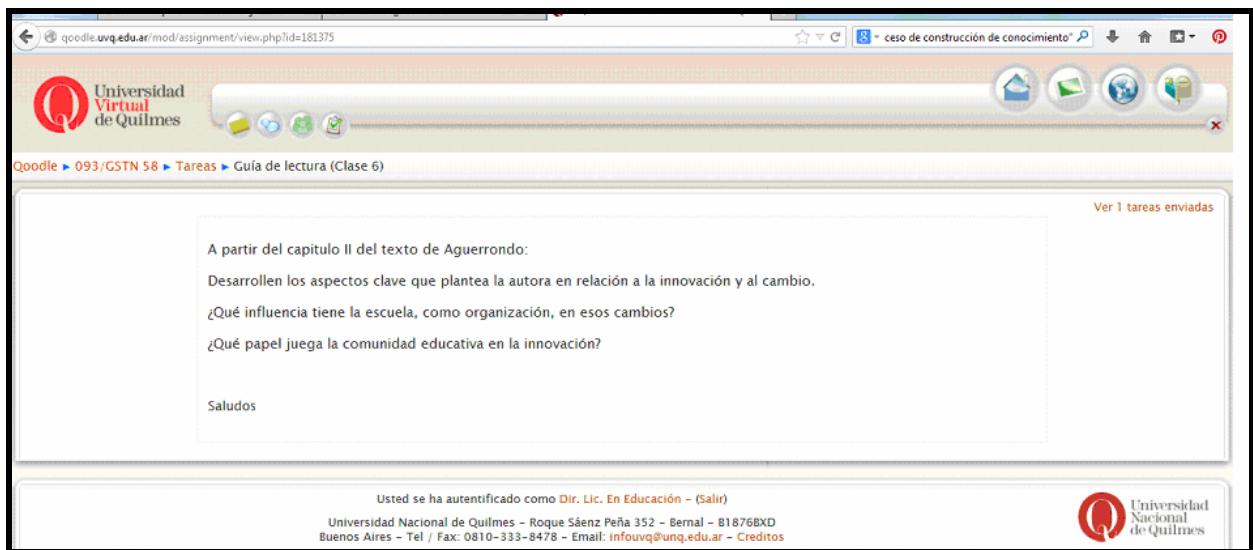 qoodle.uvq.edu.ar/mod/assignment/view.php?id=181375
ceso de construcción de conocimiento"
Universidad
Virtual
de Quilmes
Qoodle ► 093/GSTN 58 ► Tareas ► Guía de lectura (Clase 6)
Ver 1 tareas enviadas
A partir del capitulo II del texto de Aguerrondo:
Desarrollen los aspectos clave que plantea la autora en relación a la innovación y al cambio.
¿Qué influencia tiene la escuela, como organización, en esos cambios?
¿Qué papel juega la comunidad educativa en la innovación?
Saludos
Usted se ha autentificado como Dir. Lic. En Educación - (Salir)
Universidad Nacional de Quilmes - Roque Sáenz Peña 352 - Bernal - B1876BXD
Buenos Aires - Tel / Fax: 0810-333-8478 - Email: infouvq@unq.edu.ar - Creditos
Universidad
Nacional
de Quilmes